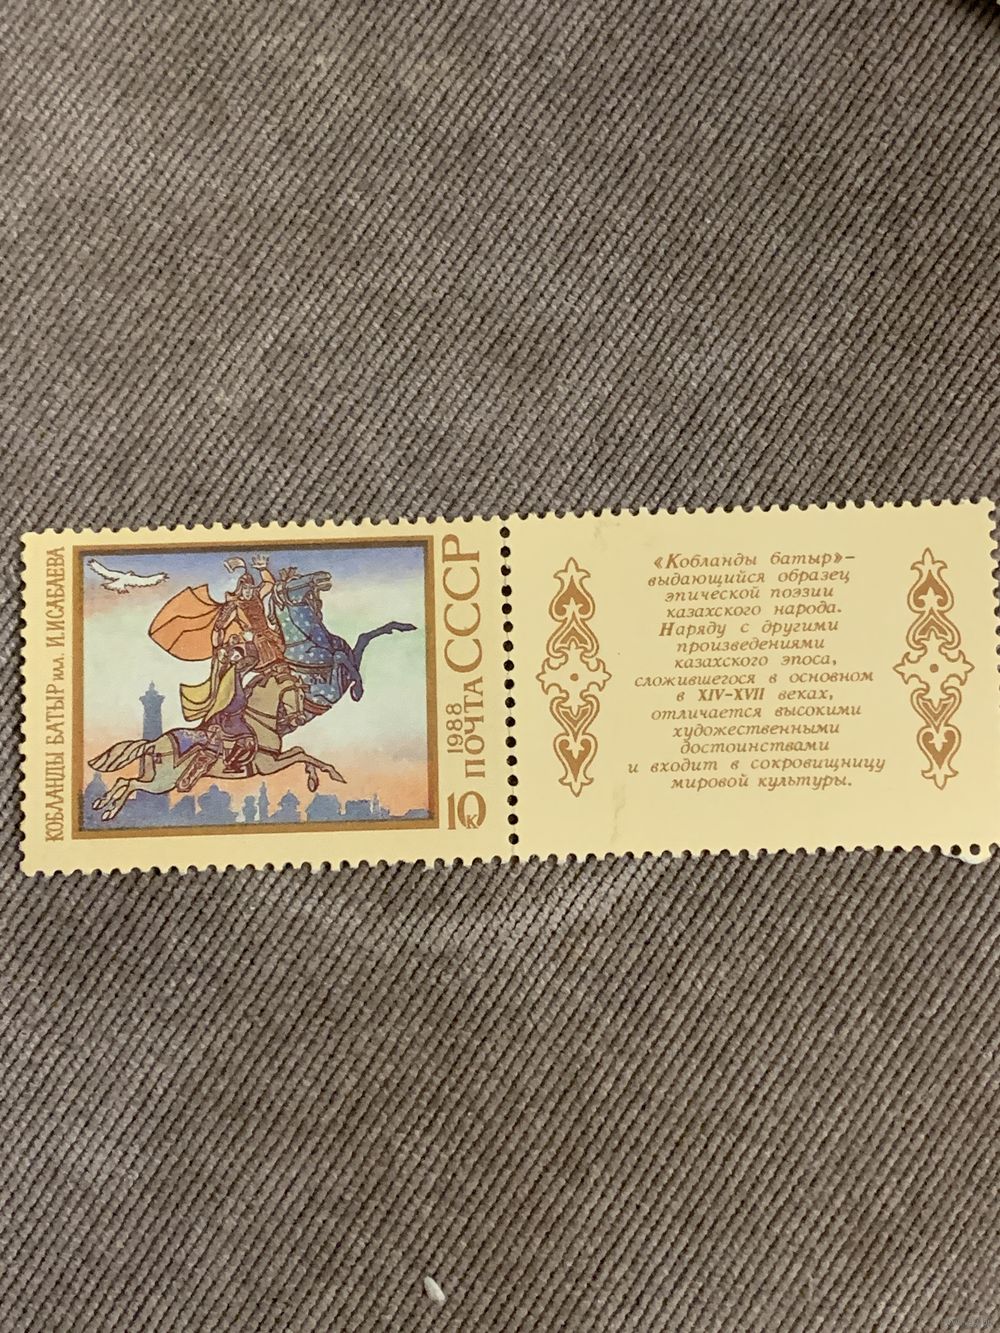 КОБЛАНДЫ БАТЫР ИЛЛ. И.ИСАБАЕВА
1988
ПОЧТА СССР
10 К
«Кобланды батыр»–
выдающийся образец
эпической поэзии
казахского народа.
Наряду с другими
произведениями
казахского эпоса,
сложившегося в основном
в XIV-XVII веках,
отличается высокими
художественными
достоинствами
и входит в сокровищницу
мировой культуры.